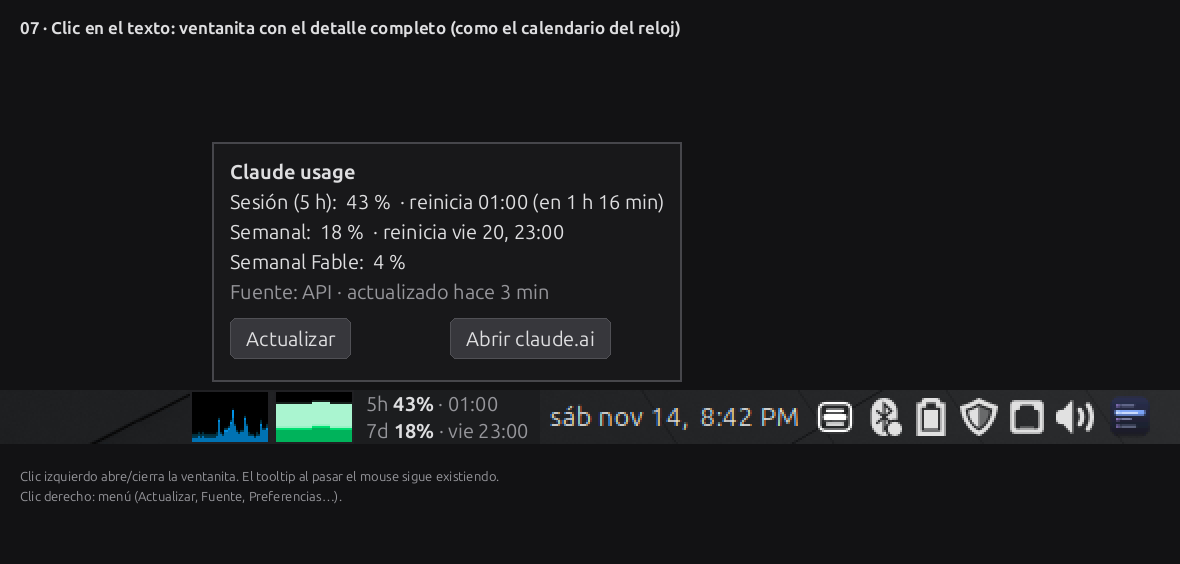 07 · Clic en el texto: ventanita con el detalle completo (como el calendario del reloj)
Claude usage
Sesión (5 h):  43 %  · reinicia 01:00 (en 1 h 16 min)
Semanal:  18 %  · reinicia vie 20, 23:00
Semanal Fable:  4 %
Fuente: API · actualizado hace 3 min
Actualizar
Abrir claude.ai
5h 43% · 01:00
7d 18% · vie 23:00
sáb nov 14,  8:42 PM
Clic izquierdo abre/cierra la ventanita. El tooltip al pasar el mouse sigue existiendo.
Clic derecho: menú (Actualizar, Fuente, Preferencias…).